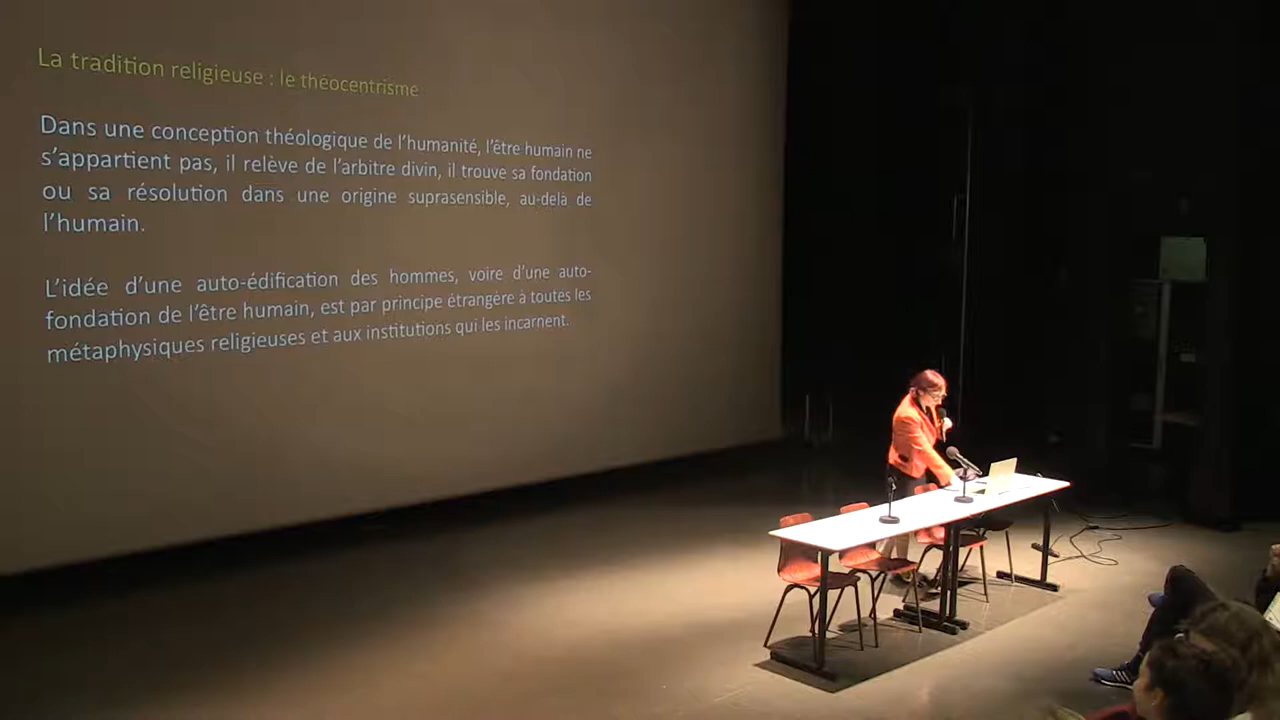 La tradition religieuse : le théocentrisme
Dans une conception théologique de l'humanité, l'être humain ne
s'appartient pas, il relève de l'arbitre divin, il trouve sa fondation
ou sa résolution dans une origine suprasensible, au-delà de
l'humain.
L'idée d'une auto-édification des hommes, voire d'une auto-
fondation de l'être humain, est par principe étrangère à toutes les
métaphysiques religieuses et aux institutions qui les incarnent.